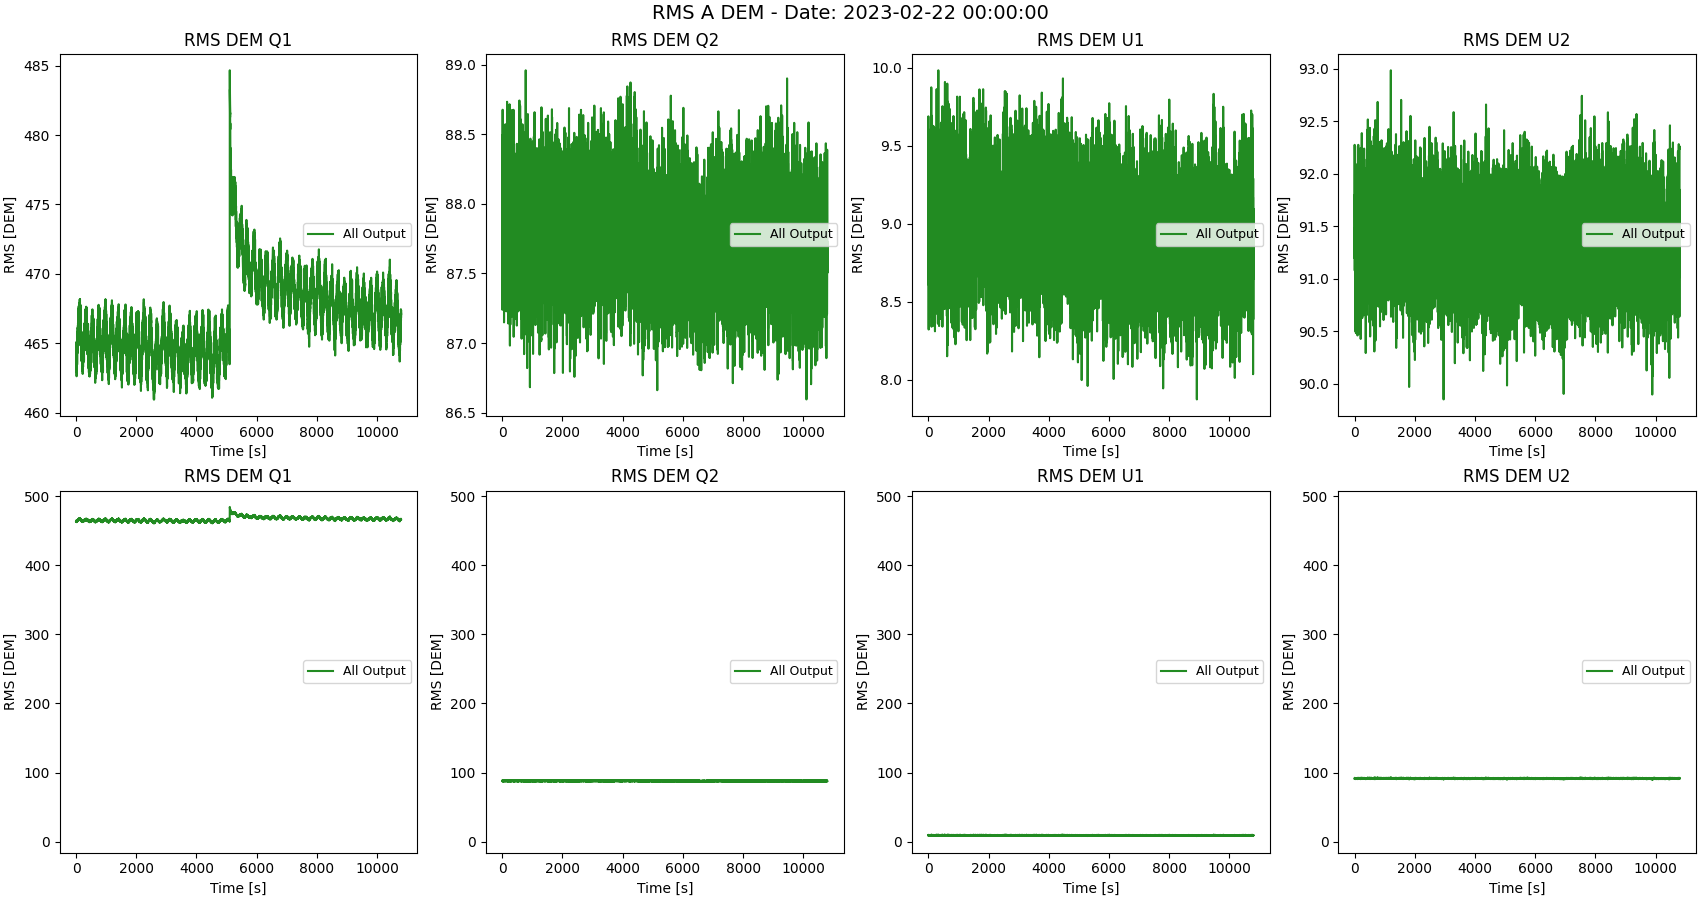 RMS A DEM - Date: 2023-02-22 00:00:00
RMS DEM Q1
RMS [DEM]
485
480
475
470
465
460
All Output
0 2000 4000 6000 8000 10000
Time [s]
RMS DEM Q2
RMS [DEM]
89.0
88.5
88.0
87.5
87.0
86.5
All Output
0 2000 4000 6000 8000 10000
Time [s]
RMS DEM U1
RMS [DEM]
10.0
9.5
9.0
8.5
8.0
All Output
0 2000 4000 6000 8000 10000
Time [s]
RMS DEM U2
RMS [DEM]
93.0
92.5
92.0
91.5
91.0
90.5
90.0
All Output
0 2000 4000 6000 8000 10000
Time [s]
RMS DEM Q1
RMS [DEM]
500
400
300
200
100
0
All Output
0 2000 4000 6000 8000 10000
Time [s]
RMS DEM Q2
RMS [DEM]
500
400
300
200
100
0
All Output
0 2000 4000 6000 8000 10000
Time [s]
RMS DEM U1
RMS [DEM]
500
400
300
200
100
0
All Output
0 2000 4000 6000 8000 10000
Time [s]
RMS DEM U2
RMS [DEM]
500
400
300
200
100
0
All Output
0 2000 4000 6000 8000 10000
Time [s]